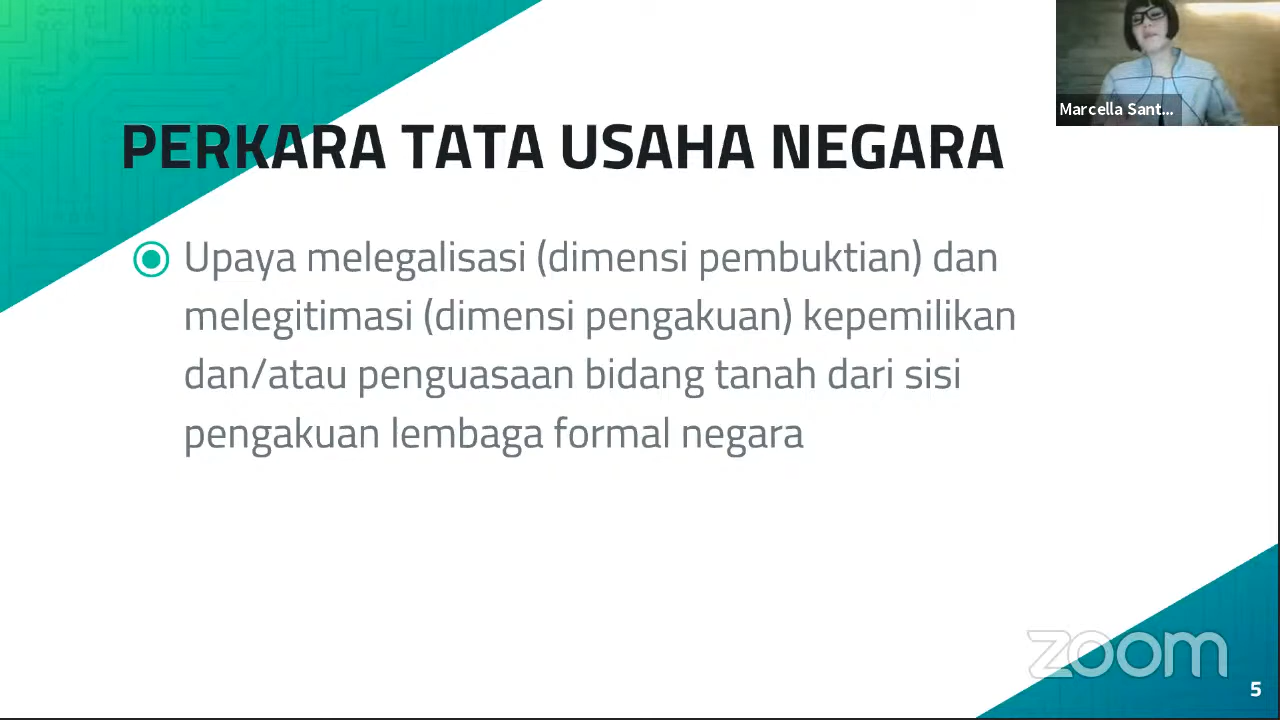 Marcella Sant...
PERKARA TATA USAHA NEGARA
Upaya melegalisasi (dimensi pembuktian) dan
melegitimasi (dimensi pengakuan) kepemilikan
dan/atau penguasaan bidang tanah dari sisi
pengakuan lembaga formal negara
zoom
5